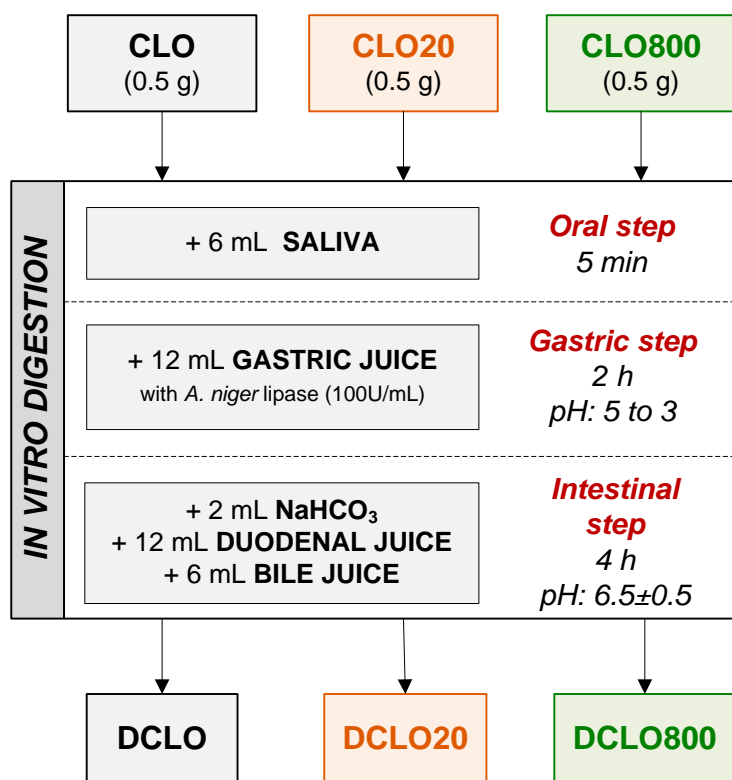 CLO
(0.5 g)
CLO20
(0.5 g)
CLO800
(0.5 g)
IN VITRO DIGESTION
+ 6 mL SALIVA
Oral step
5 min
+ 12 mL GASTRIC JUICE
with A. niger lipase (100U/mL)
Gastric step
2 h
pH: 5 to 3
+ 2 mL NaHCO₃
+ 12 mL DUODENAL JUICE
+ 6 mL BILE JUICE
Intestinal
step
4 h
pH: 6.5±0.5
DCLO
DCLO20
DCLO800